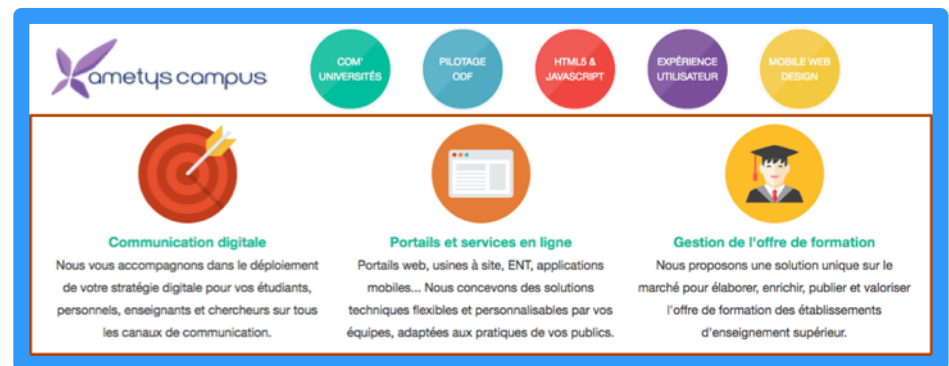 ametys campus
COM'
UNIVERSITÉS
PILOTAGE
ODF
HTML5 &
JAVASCRIPT
EXPÉRIENCE
UTILISATEUR
MOBILE WEB
DESIGN
Communication digitale
Nous vous accompagnons dans le déploiement
de votre stratégie digitale pour vos étudiants,
personnels, enseignants et chercheurs sur tous
les canaux de communication.
Portails et services en ligne
Portails web, usines à site, ENT, applications
mobiles... Nous concevons des solutions
techniques flexibles et personnalisables par vos
équipes, adaptées aux pratiques de vos publics.
Gestion de l'offre de formation
Nous proposons une solution unique sur le
marché pour élaborer, enrichir, publier et valoriser
l'offre de formation des établissements
d'enseignement supérieur.